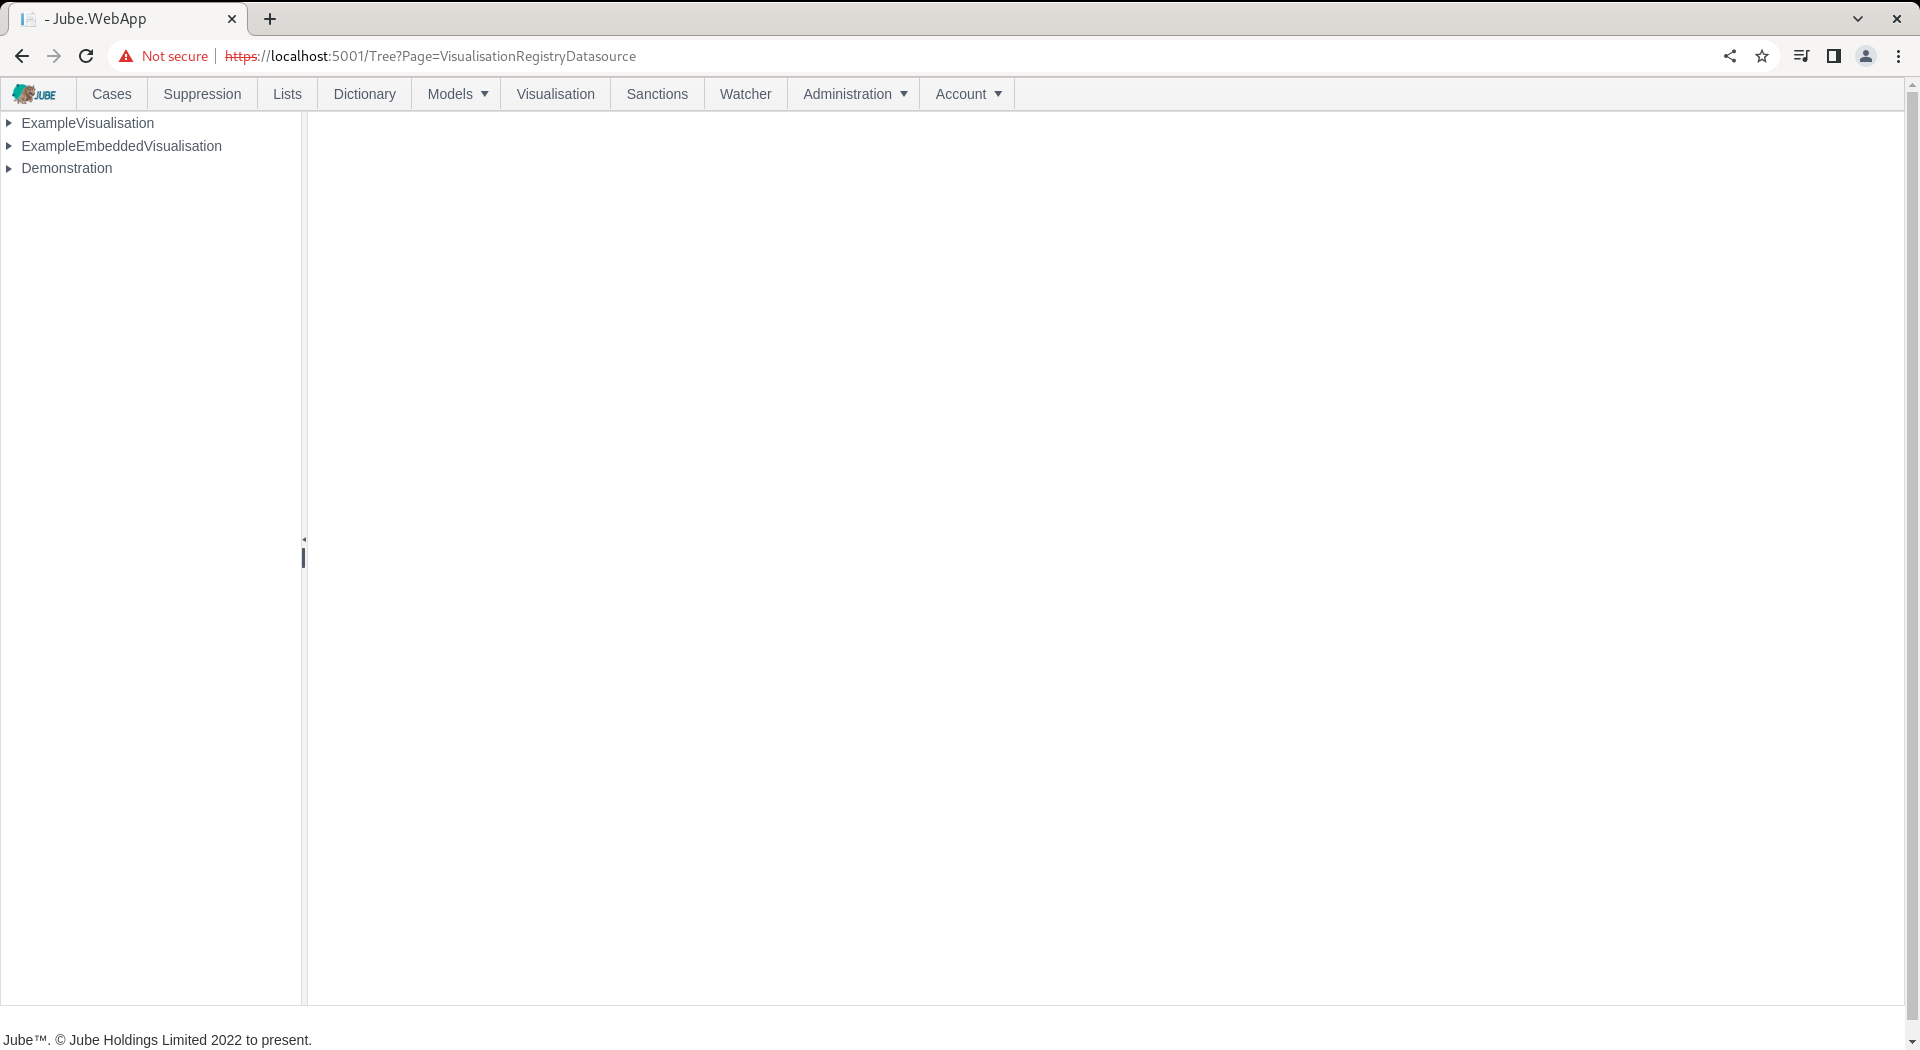 - Jube.WebApp
Not secure https://localhost:5001/Tree?Page=VisualisationRegistryDatasource
JUBE Cases Suppression Lists Dictionary Models Visualisation Sanctions Watcher Administration Account
ExampleVisualisation
ExampleEmbeddedVisualisation
Demonstration
Jube™. © Jube Holdings Limited 2022 to present.